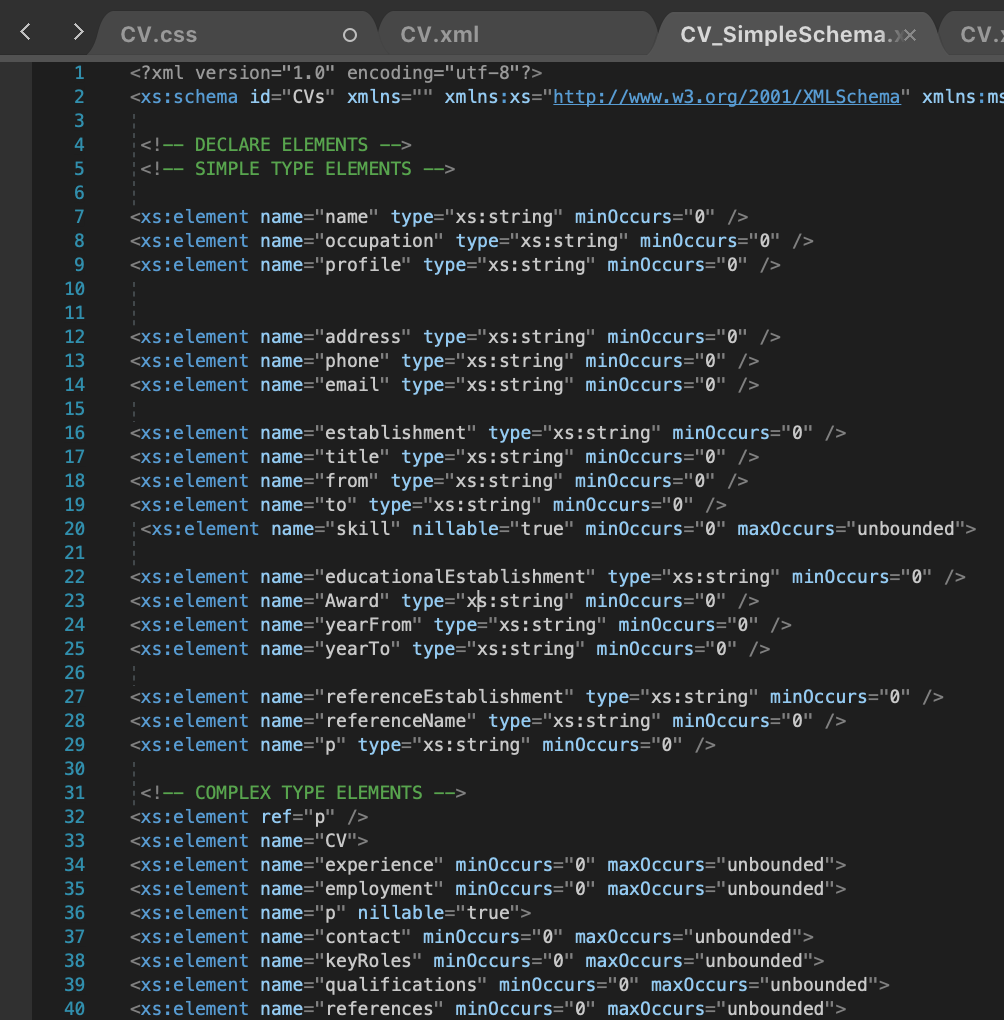 CV.css
CV.xml
CV_SimpleSchema.x
CV.x
1 <?xml version="1.0" encoding="utf-8"?>
2 <xs:schema id="CVs" xmlns="" xmlns:xs="http://www.w3.org/2001/XMLSchema" xmlns:ms
3
4 <!-- DECLARE ELEMENTS -->
5 <!-- SIMPLE TYPE ELEMENTS -->
6
7 <xs:element name="name" type="xs:string" minOccurs="0" />
8 <xs:element name="occupation" type="xs:string" minOccurs="0" />
9 <xs:element name="profile" type="xs:string" minOccurs="0" />
10
11
12 <xs:element name="address" type="xs:string" minOccurs="0" />
13 <xs:element name="phone" type="xs:string" minOccurs="0" />
14 <xs:element name="email" type="xs:string" minOccurs="0" />
15
16 <xs:element name="establishment" type="xs:string" minOccurs="0" />
17 <xs:element name="title" type="xs:string" minOccurs="0" />
18 <xs:element name="from" type="xs:string" minOccurs="0" />
19 <xs:element name="to" type="xs:string" minOccurs="0" />
20 <xs:element name="skill" nillable="true" minOccurs="0" maxOccurs="unbounded">
21
22 <xs:element name="educationalEstablishment" type="xs:string" minOccurs="0" />
23 <xs:element name="Award" type="xs:string" minOccurs="0" />
24 <xs:element name="yearFrom" type="xs:string" minOccurs="0" />
25 <xs:element name="yearTo" type="xs:string" minOccurs="0" />
26
27 <xs:element name="referenceEstablishment" type="xs:string" minOccurs="0" />
28 <xs:element name="referenceName" type="xs:string" minOccurs="0" />
29 <xs:element name="p" type="xs:string" minOccurs="0" />
30
31 <!-- COMPLEX TYPE ELEMENTS -->
32 <xs:element ref="p" />
33 <xs:element name="CV">
34 <xs:element name="experience" minOccurs="0" maxOccurs="unbounded">
35 <xs:element name="employment" minOccurs="0" maxOccurs="unbounded">
36 <xs:element name="p" nillable="true">
37 <xs:element name="contact" minOccurs="0" maxOccurs="unbounded">
38 <xs:element name="keyRoles" minOccurs="0" maxOccurs="unbounded">
39 <xs:element name="qualifications" minOccurs="0" maxOccurs="unbounded">
40 <xs:element name="references" minOccurs="0" maxOccurs="unbounded">